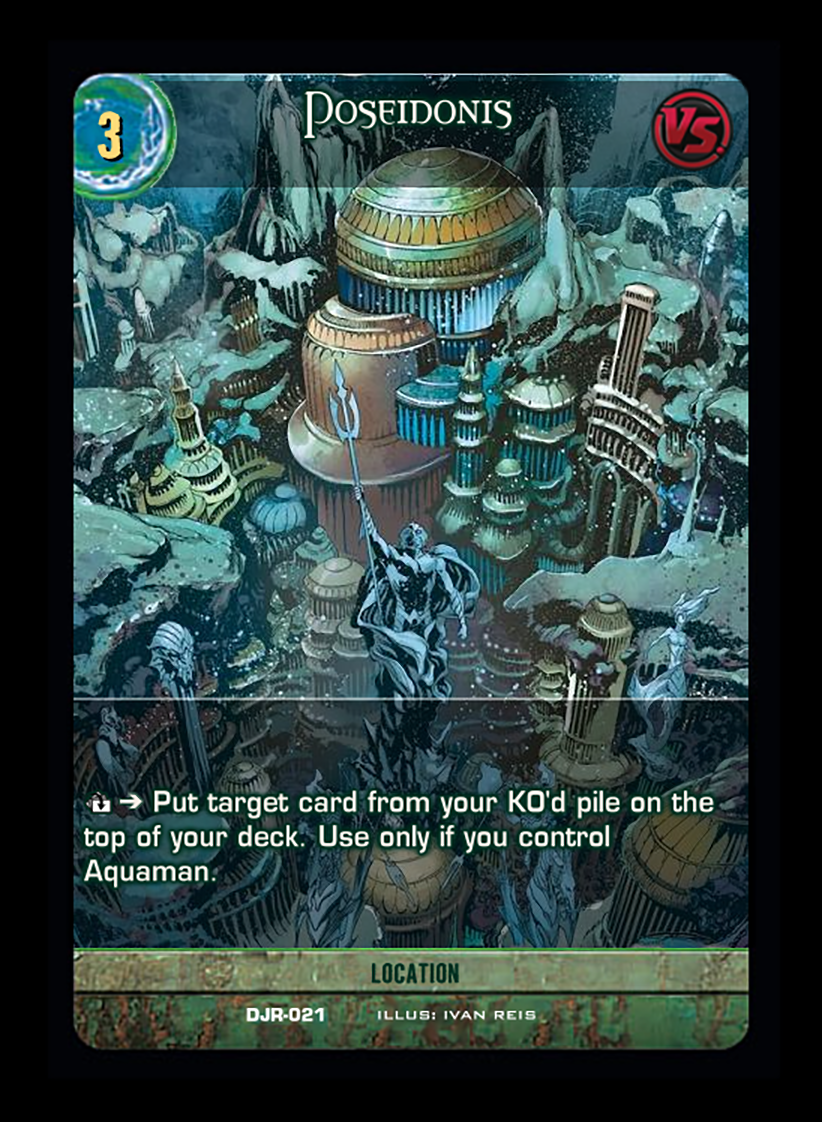 3
POSEIDONIS
VS.
➔ Put target card from your KO'd pile on the
top of your deck. Use only if you control
Aquaman.
LOCATION
DJR-021 ILLUS: IVAN REIS